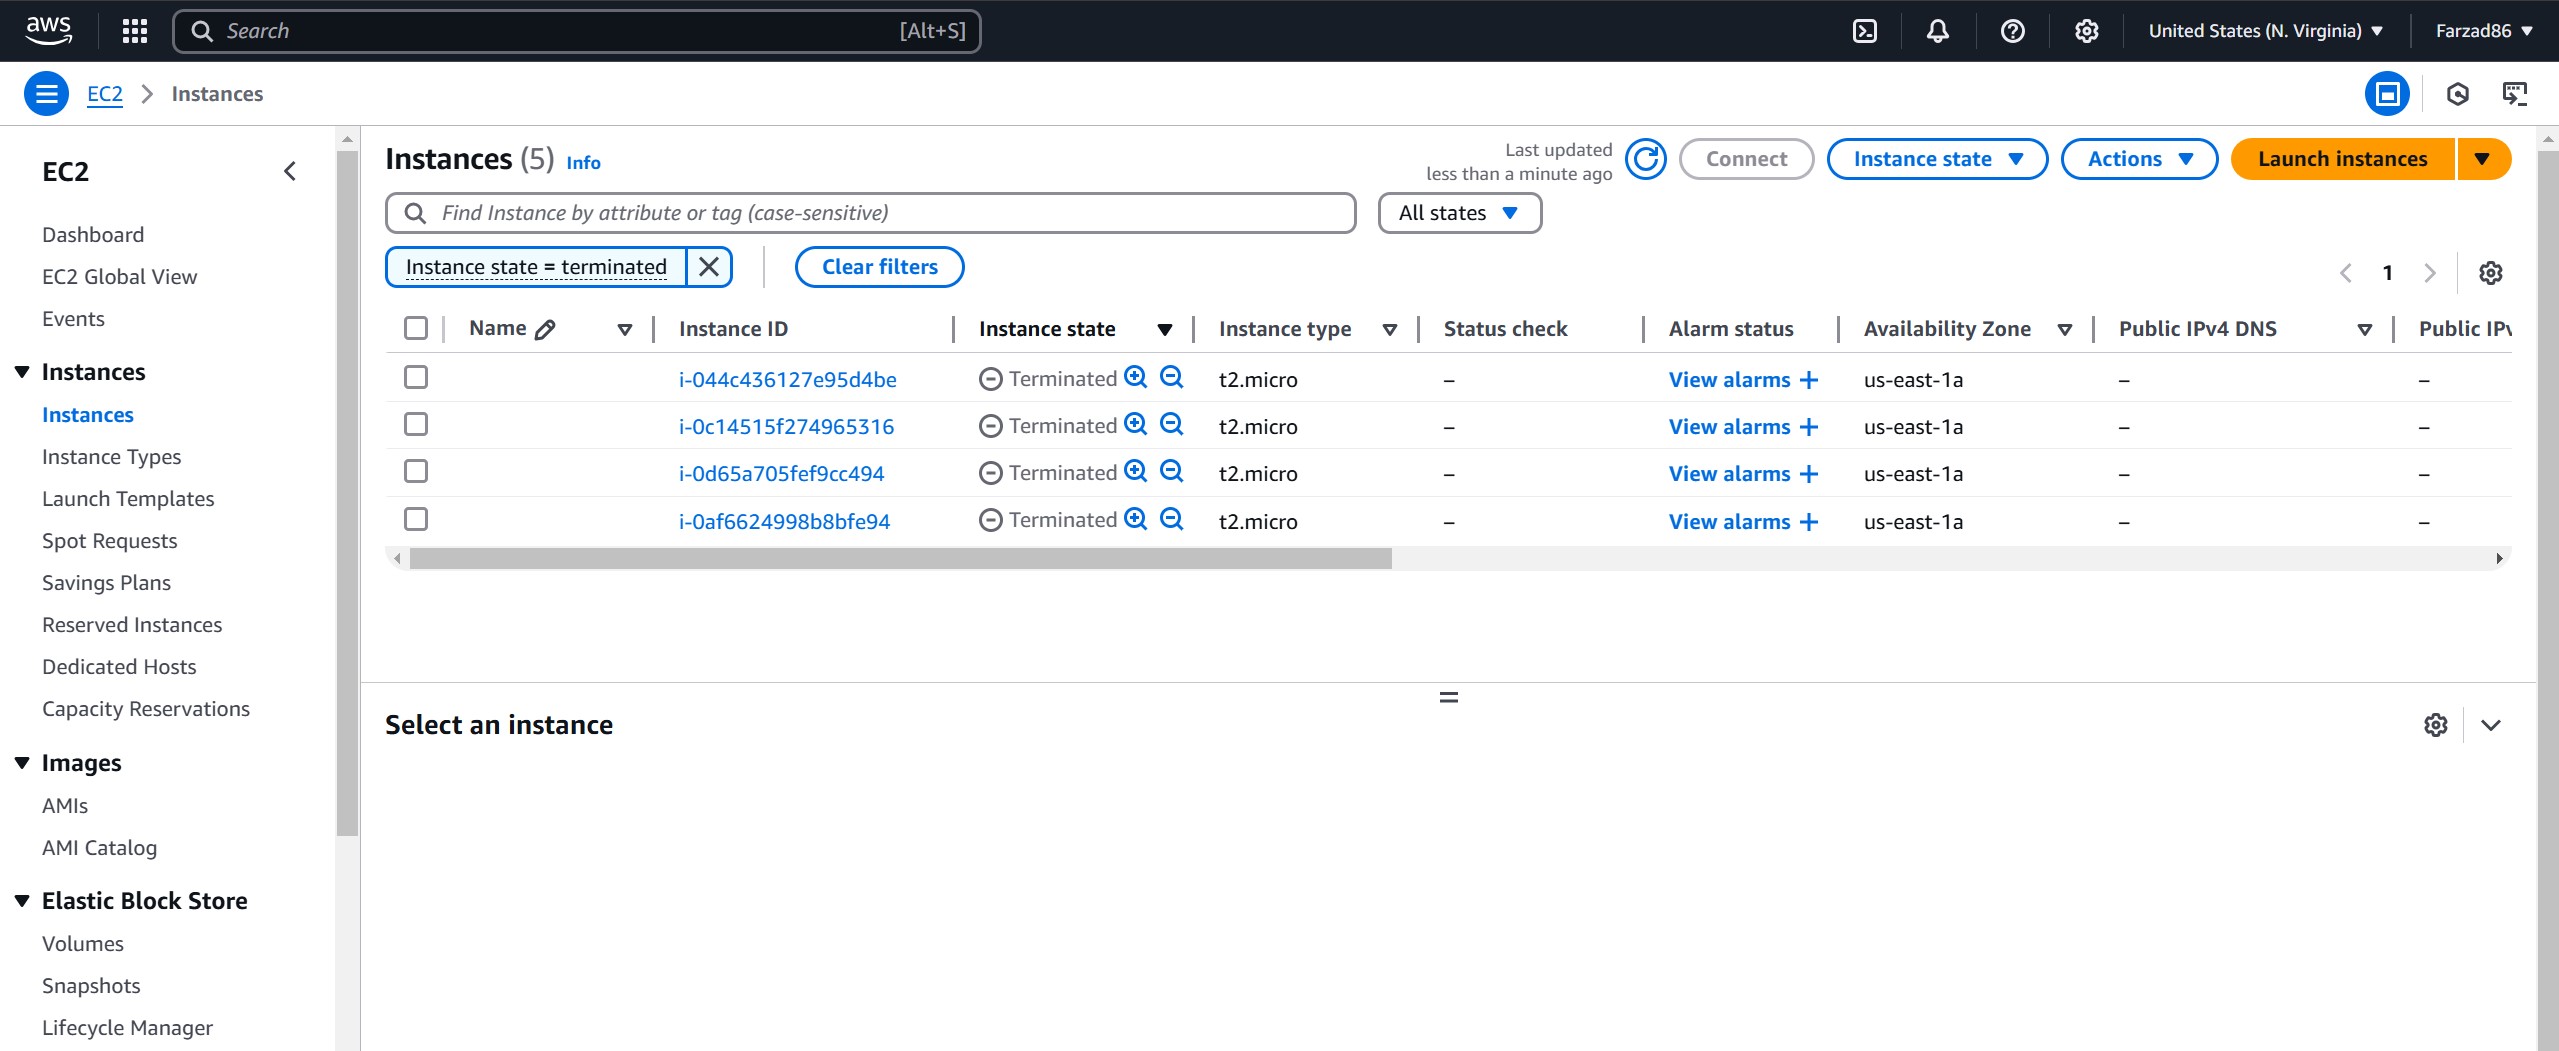 aws
Search [Alt+S]
United States (N. Virginia)
Farzad86
EC2 Instances
EC2
Dashboard
EC2 Global View
Events
Instances
Instances
Instance Types
Launch Templates
Spot Requests
Savings Plans
Reserved Instances
Dedicated Hosts
Capacity Reservations
Images
AMIs
AMI Catalog
Elastic Block Store
Volumes
Snapshots
Lifecycle Manager
Instances (5) Info
Last updated
less than a minute ago
Connect
Instance state
Actions
Launch instances
Find Instance by attribute or tag (case-sensitive)
All states
Instance state = terminated
Clear filters
1
Name Instance ID Instance state Instance type Status check Alarm status Availability Zone Public IPv4 DNS Public IPv
i-044c436127e95d4be Terminated t2.micro – View alarms + us-east-1a – –
i-0c14515f274965316 Terminated t2.micro – View alarms + us-east-1a – –
i-0d65a705fef9cc494 Terminated t2.micro – View alarms + us-east-1a – –
i-0af6624998b8bfe94 Terminated t2.micro – View alarms + us-east-1a – –
Select an instance